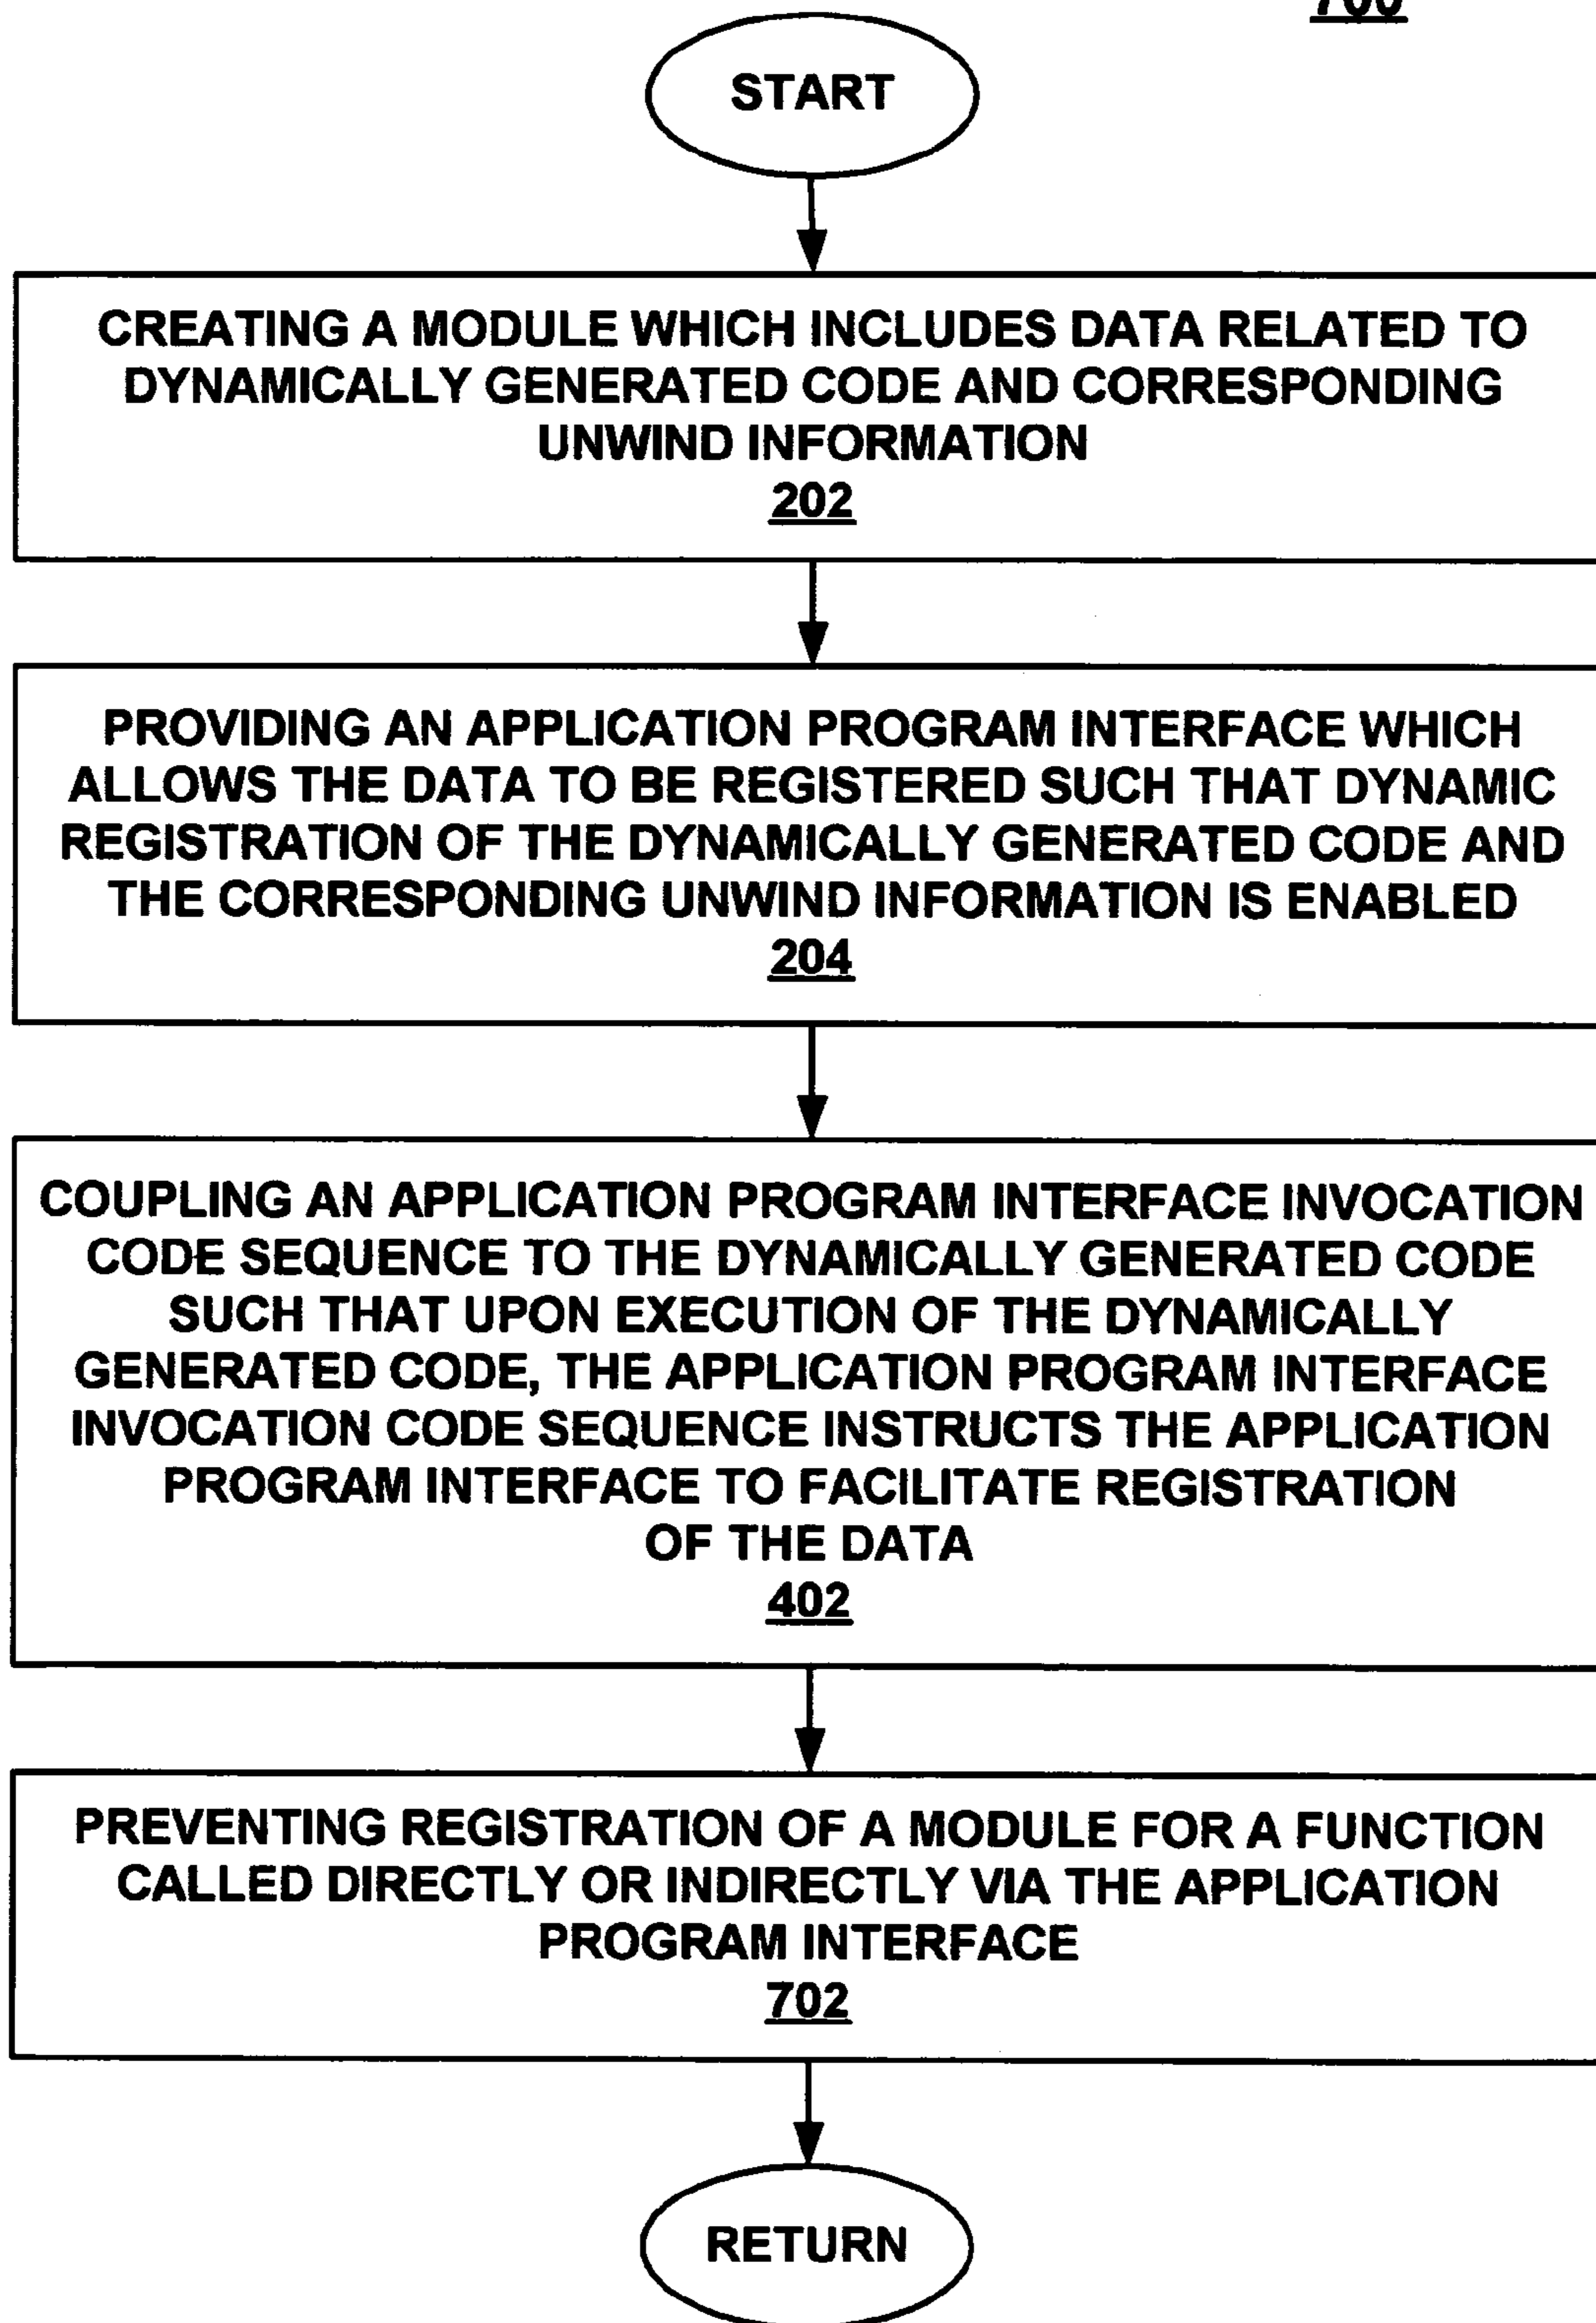 700
START
CREATING A MODULE WHICH INCLUDES DATA RELATED TO
DYNAMICALLY GENERATED CODE AND CORRESPONDING
UNWIND INFORMATION
202
PROVIDING AN APPLICATION PROGRAM INTERFACE WHICH
ALLOWS THE DATA TO BE REGISTERED SUCH THAT DYNAMIC
REGISTRATION OF THE DYNAMICALLY GENERATED CODE AND
THE CORRESPONDING UNWIND INFORMATION IS ENABLED
204
COUPLING AN APPLICATION PROGRAM INTERFACE INVOCATION
CODE SEQUENCE TO THE DYNAMICALLY GENERATED CODE
SUCH THAT UPON EXECUTION OF THE DYNAMICALLY
GENERATED CODE, THE APPLICATION PROGRAM INTERFACE
INVOCATION CODE SEQUENCE INSTRUCTS THE APPLICATION
PROGRAM INTERFACE TO FACILITATE REGISTRATION
OF THE DATA
402
PREVENTING REGISTRATION OF A MODULE FOR A FUNCTION
CALLED DIRECTLY OR INDIRECTLY VIA THE APPLICATION
PROGRAM INTERFACE
702
RETURN